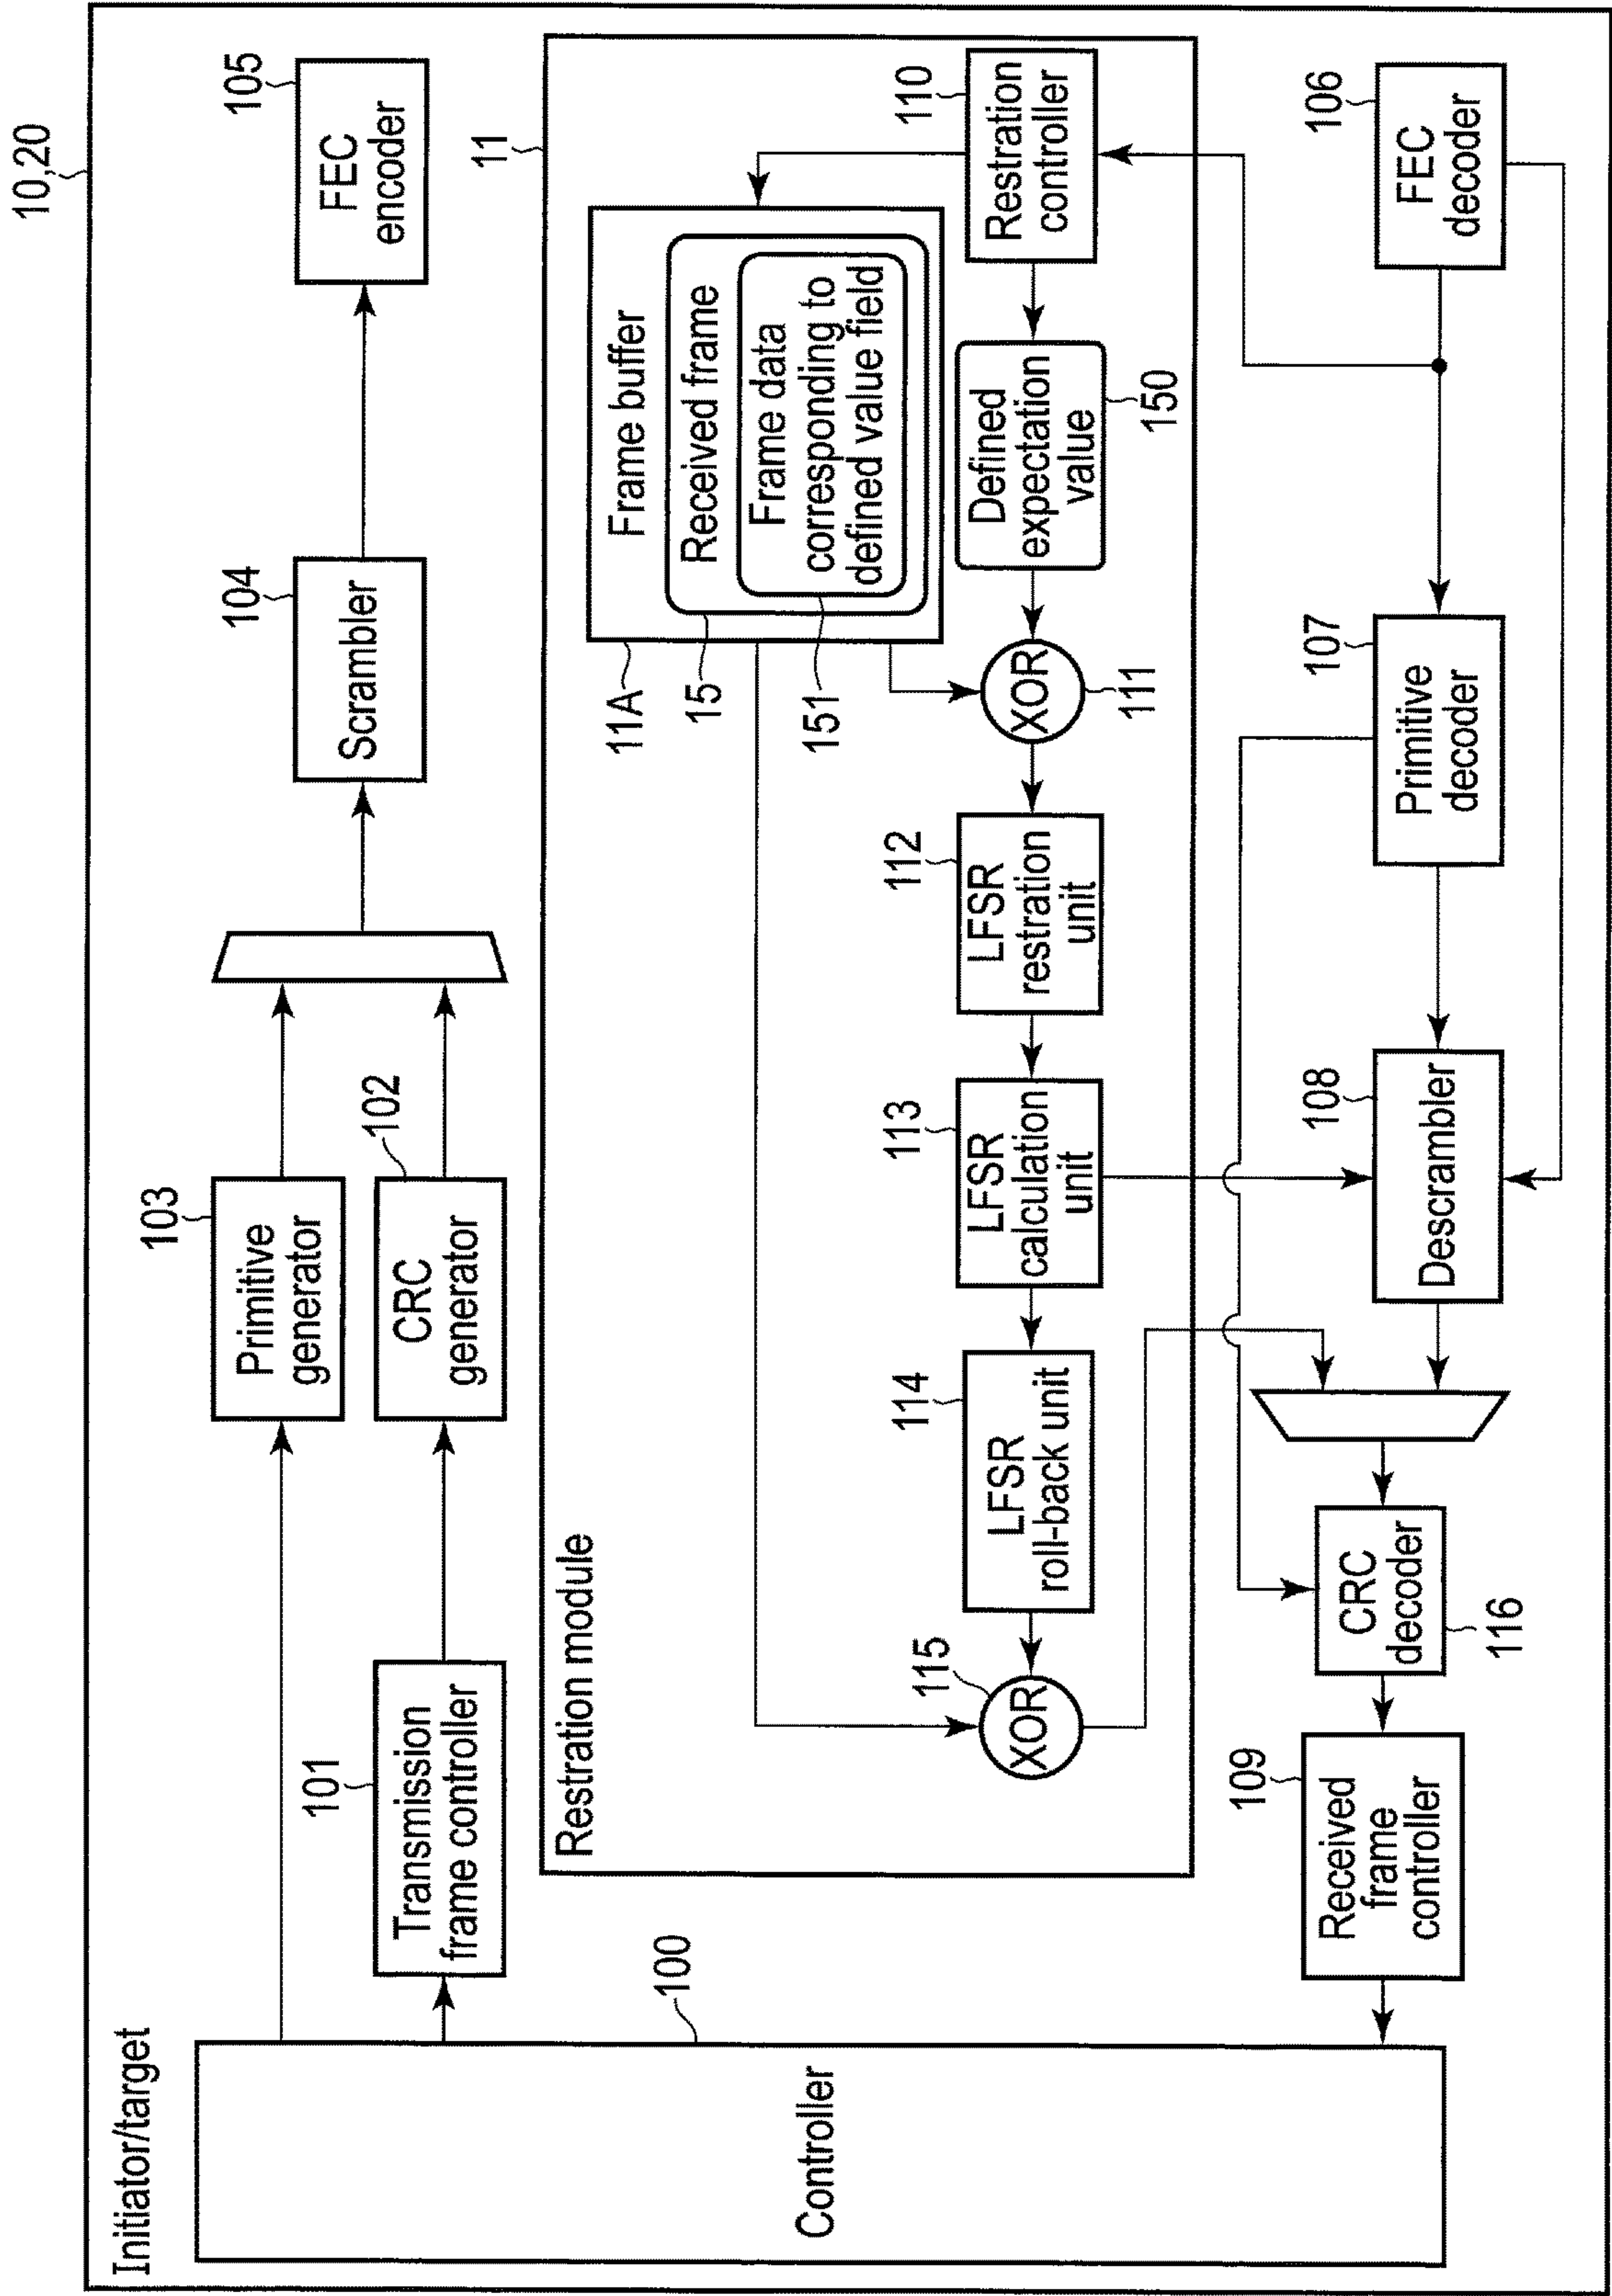 10,20
Initiator/target
Controller
100
103
Primitive
generator
101
Transmission
frame controller
102
CRC
generator
104
Scrambler
105
FEC
encoder
11
Restration module
Frame buffer
Received frame
Frame data
corresponding to
defined value field
11A
15
151
110
Restration
controller
Defined
expectation
value
150
XOR
111
112
LFSR
restration
unit
113
LFSR
calculation
unit
114
LFSR
roll-back unit
115
XOR
106
FEC
decoder
107
Primitive
decoder
108
Descrambler
CRC
decoder
116
109
Received
frame
controller